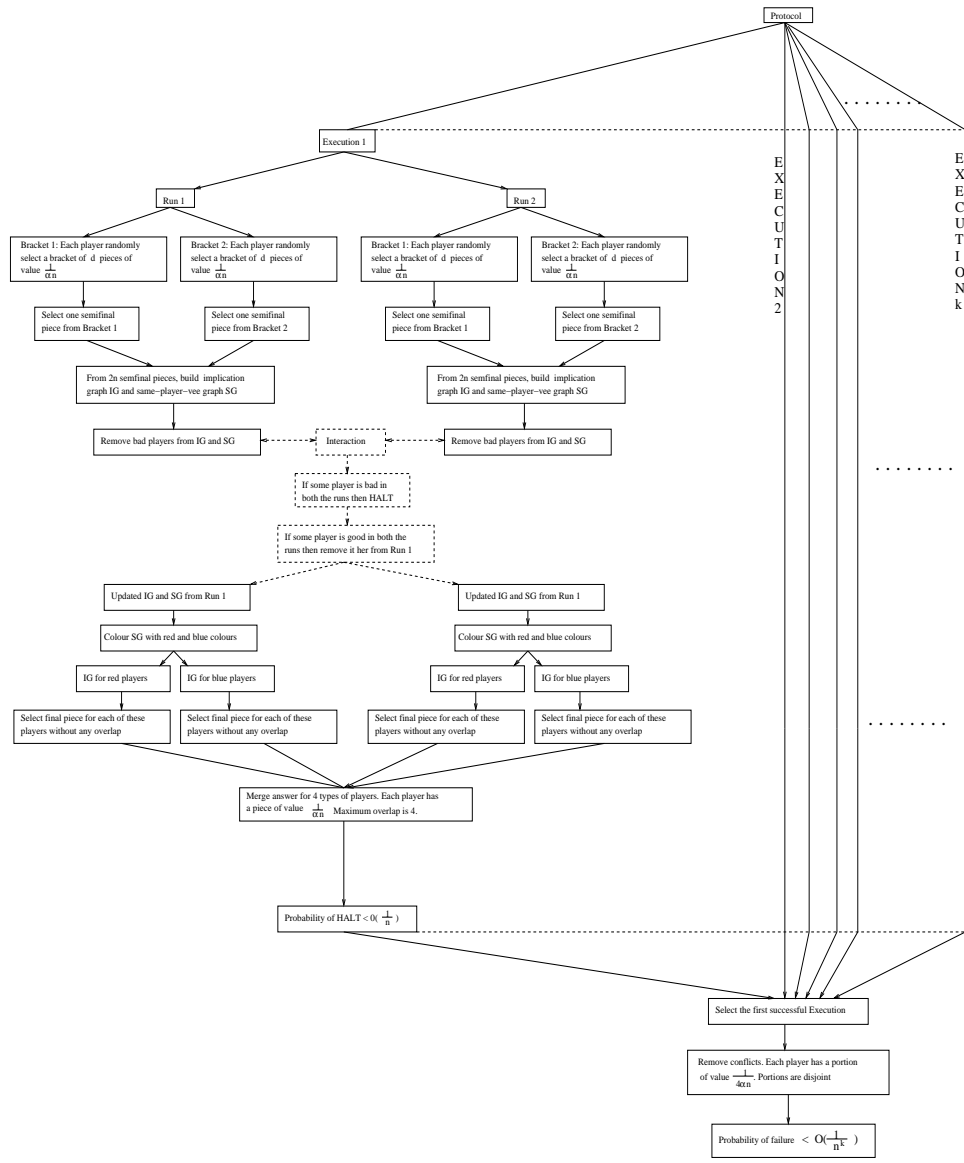 Protocol
. . . . . . . .
Execution 1
EXECUTION 2
EXECUTION k
Run 1
Run 2
Bracket 1: Each player randomly
select a bracket of d pieces of
value 1/αn
Bracket 2: Each player randomly
select a bracket of d pieces of
value 1/αn
Bracket 1: Each player randomly
select a bracket of d pieces of
value 1/αn
Bracket 2: Each player randomly
select a bracket of d pieces of
value 1/αn
Select one semifinal
piece from Bracket 1
Select one semifinal
piece from Bracket 2
Select one semifinal
piece from Bracket 1
Select one semifinal
piece from Bracket 2
From 2n semfinal pieces, build implication
graph IG and same−player−vee graph SG
From 2n semfinal pieces, build implication
graph IG and same−player−vee graph SG
Remove bad players from IG and SG
Interaction
Remove bad players from IG and SG
. . . . . . . .
If some player is bad in
both the runs then HALT
If some player is good in both the
runs then remove it her from Run 1
Updated IG and SG from Run 1
Updated IG and SG from Run 1
Colour SG with red and blue colours
Colour SG with red and blue colours
IG for red players
IG for blue players
IG for red players
IG for blue players
Select final piece for each of these
players without any overlap
Select final piece for each of these
players without any overlap
Select final piece for each of these
players without any overlap
Select final piece for each of these
players without any overlap
. . . . . . . .
Merge answer for 4 types of players. Each player has
a piece of value 1/αn Maximum overlap is 4.
Probability of HALT < 0( 1/n )
Select the first successful Execution
Remove conflicts. Each player has a portion
of value 1/4αn. Portions are disjoint
Probability of failure < O( 1/n^k )